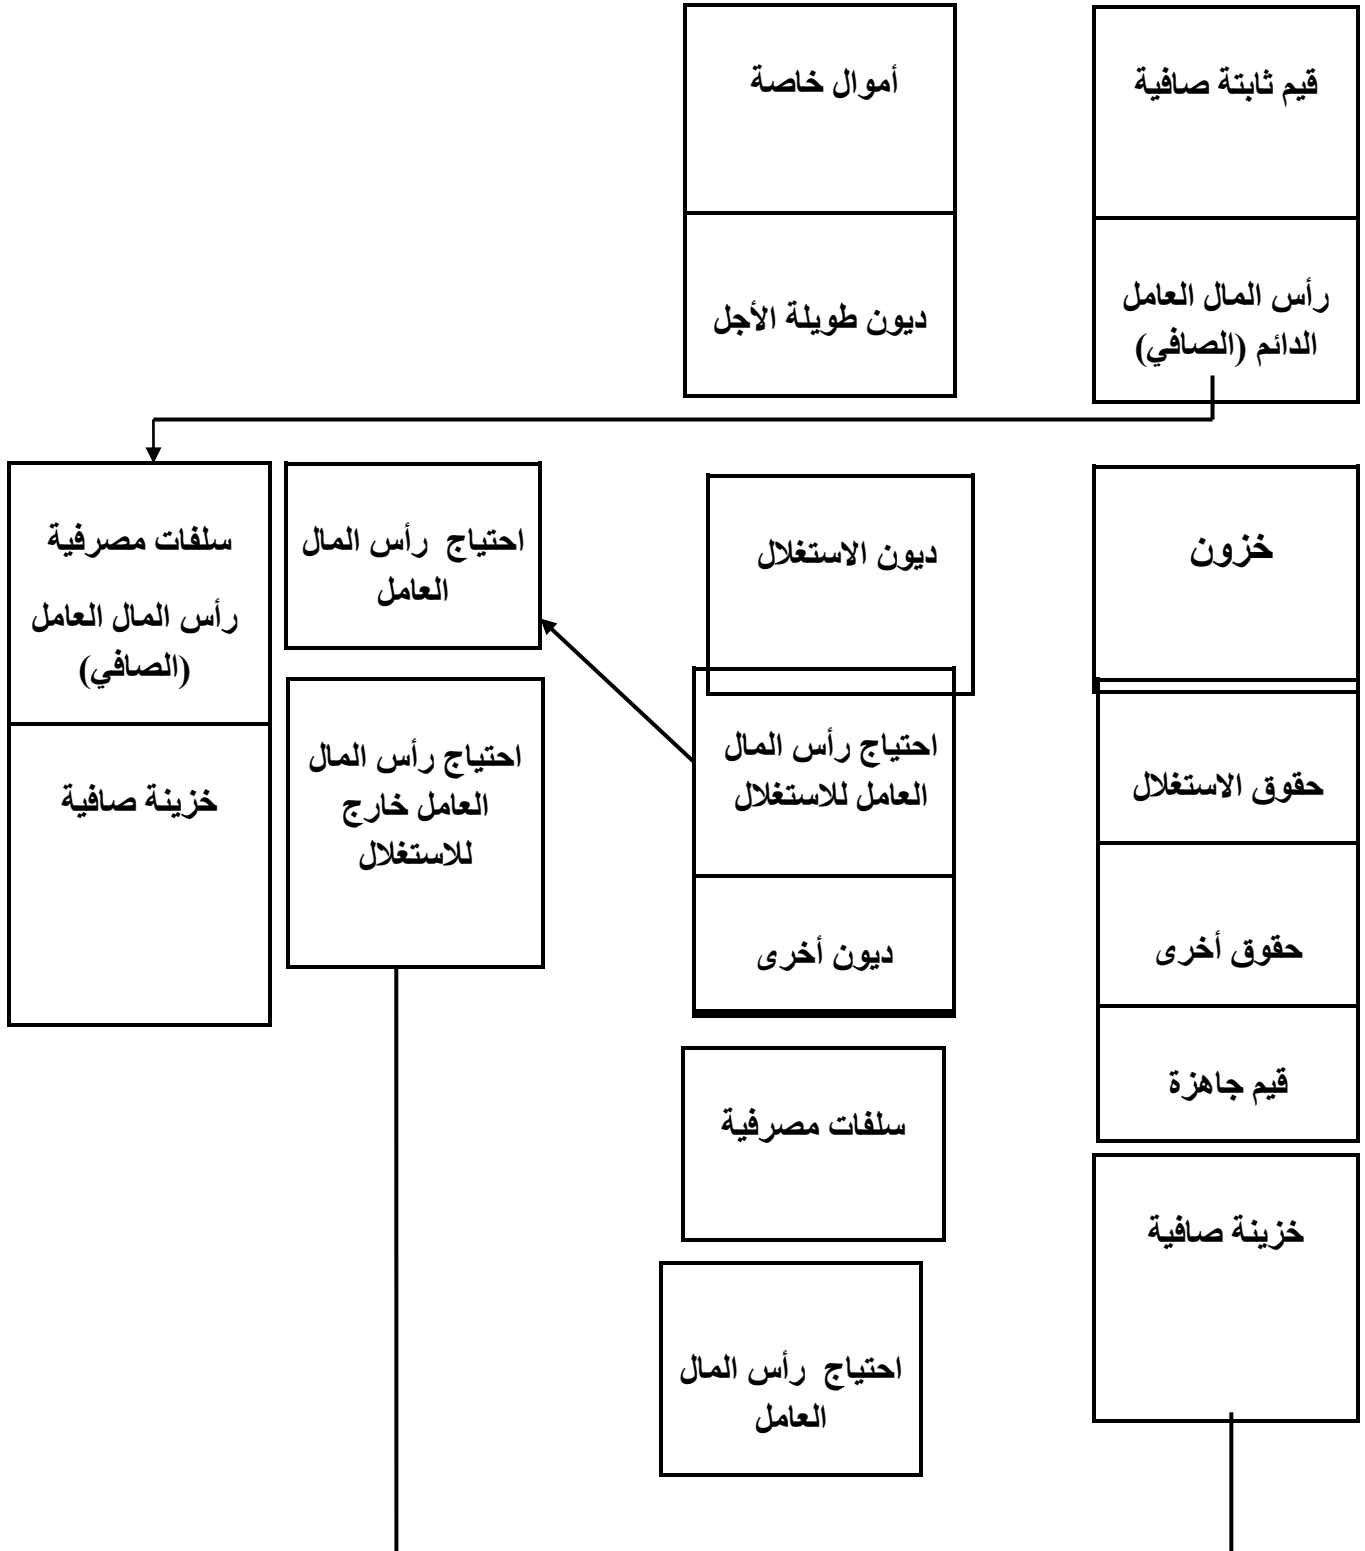 قيم ثابتة صافية
أموال خاصة
رأس المال العامل
الدائم (الصافي)
ديون طويلة الأجل
خزون
ديون الاستغلال
احتياج رأس المال
العامل
سلفات مصرفية
رأس المال العامل
(الصافي)
حقوق الاستغلال
احتياج رأس المال
العامل للاستغلال
احتياج رأس المال
العامل خارج
للاستغلال
خزينة صافية
حقوق أخرى
ديون أخرى
قيم جاهزة
سلفات مصرفية
خزينة صافية
احتياج رأس المال
العامل